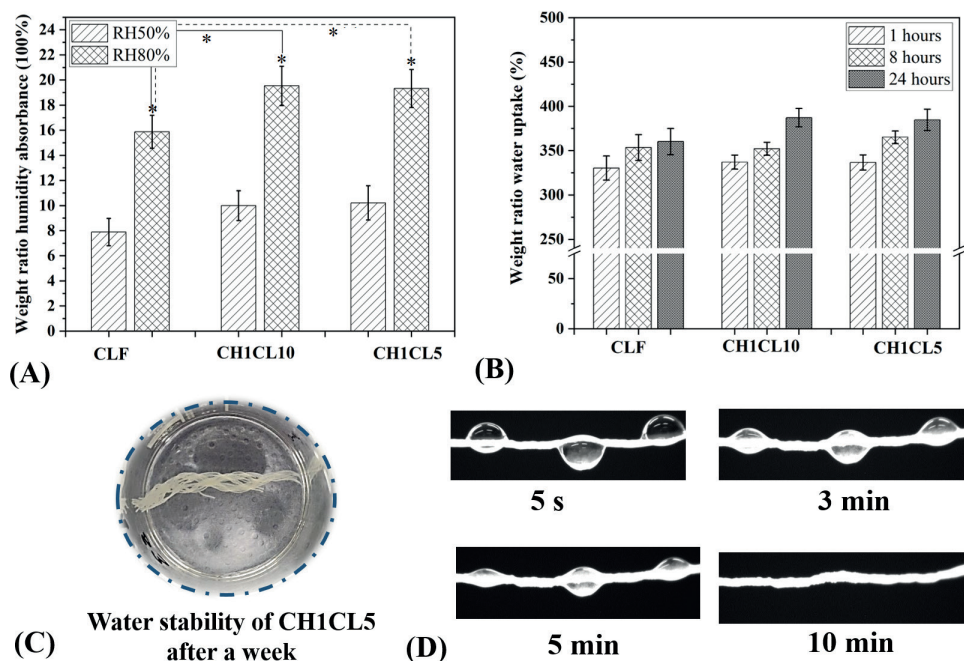 Weight ratio humidity absorbance (100%)
24
22
20
18
16
14
12
10
8
6
4
2
0
RH50%
RH80%
*
*
*
*
*
CLF
CH1CL10
CH1CL5
(A)
Weight ratio water uptake (%)
500
450
400
350
300
250
50
0
1 hours
8 hours
24 hours
CLF
CH1CL10
CH1CL5
(B)
(C)
Water stability of CH1CL5
after a week
5 s
3 min
5 min
10 min
(D)